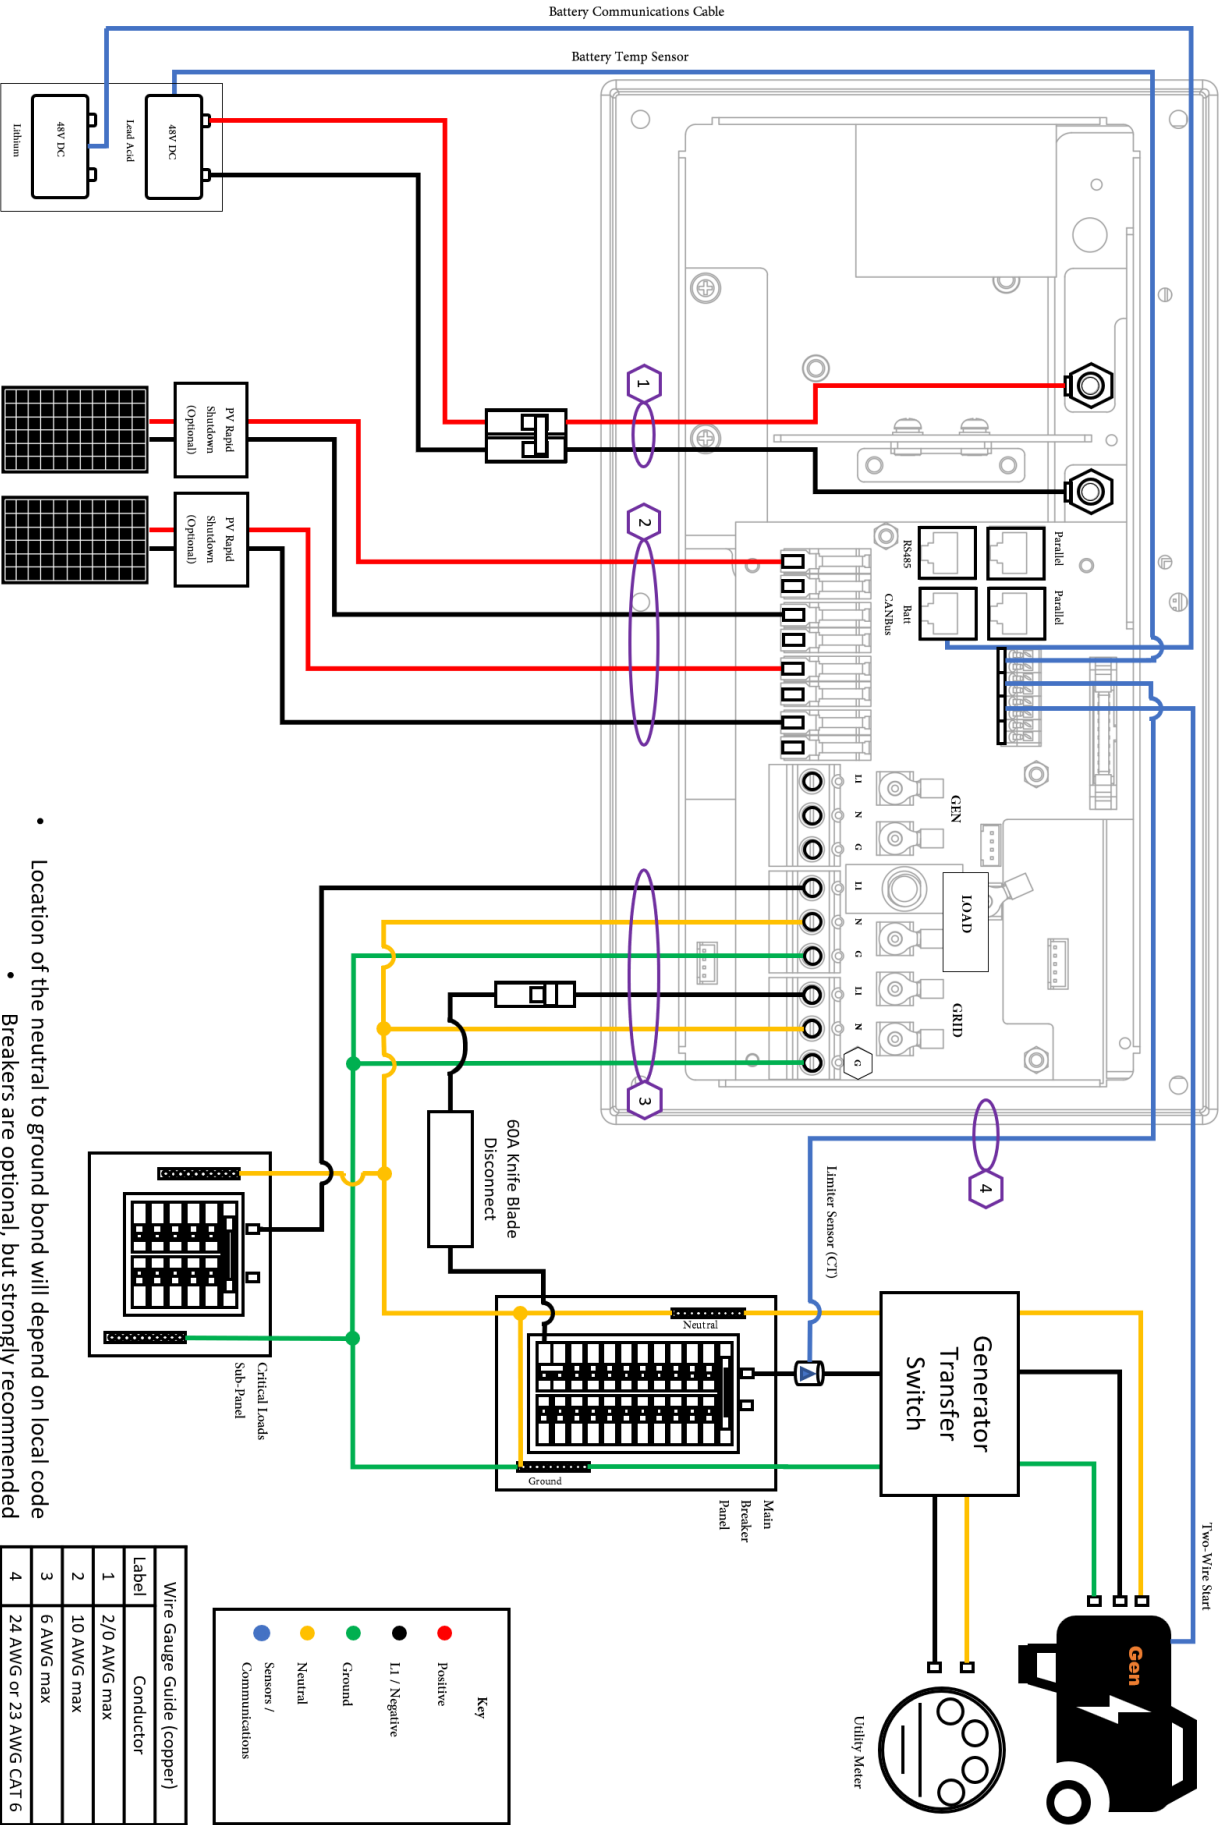 Battery Communications Cable
Battery Temp Sensor
48V DC
Lead Acid
48V DC
Lithium
1
PV Rapid
Shutdown
(Optional)
PV Rapid
Shutdown
(Optional)
2
Parallel
Parallel
RS485
Batt
CANBus
L1
N
G
GEN
L1
N
G
LOAD
L1
N
G
GRID
3
4
60A Knife Blade
Disconnect
Limiter Sensor (CT)
Generator
Transfer
Switch
Neutral
Ground
Main
Breaker
Panel
Critical Loads
Sub-Panel
Two-Wire Start
Gen
Utility Meter
• Location of the neutral to ground bond will depend on local code
• Breakers are optional, but strongly recommended
Key
Positive
L1 / Negative
Ground
Neutral
Sensors /
Communications
Wire Gauge Guide (copper)
Label Conductor
1 2/0 AWG max
2 10 AWG max
3 6 AWG max
4 24 AWG or 23 AWG CAT 6